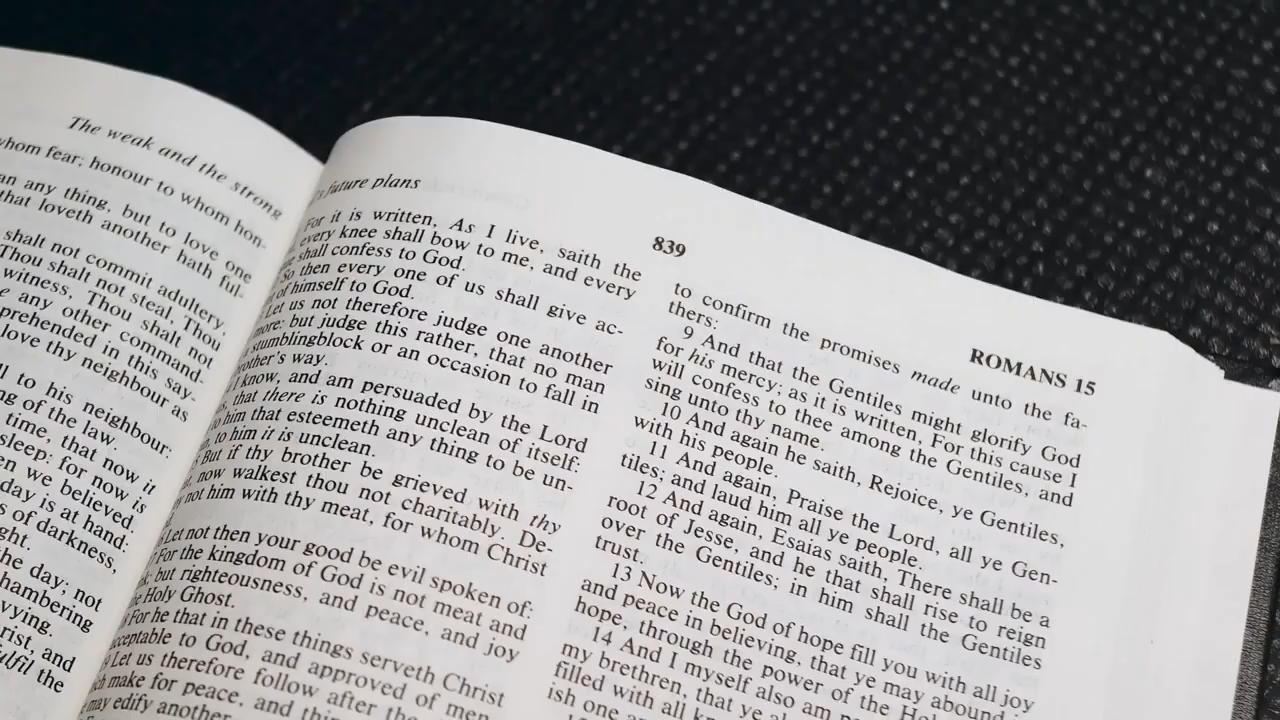 The weak and the strong
whom fear; honour to whom hon-
an any thing, but to love one
that loveth another hath ful-
shalt not commit adultery,
Thou shalt not steal, Thou
witness, Thou shalt not
any other command-
prehended in this say-
love thy neighbour as
to his neighbour:
of the law.
time, that now it
sleep: for now is
we believed.
day is at hand:
of darkness,
the day; not
chambering
and
the
future plans
For it is written, As I live, saith the
every knee shall bow to me, and every
shall confess to God.
So then every one of us shall give ac-
of himself to God.
Let us not therefore judge one another
more: but judge this rather, that no man
stumblingblock or an occasion to fall in
way.
I know, and am persuaded by the Lord
that there is nothing unclean of itself:
to him that esteemeth any thing to be un-
to him it is unclean.
But if thy brother be grieved with thy
now walkest thou not charitably. De-
not him with thy meat, for whom Christ
Let not then your good be evil spoken of:
For the kingdom of God is not meat and
but righteousness, and peace, and joy
Holy Ghost.
For he that in these things serveth Christ
acceptable to God, and approved of men.
Let us therefore follow after the
make for peace, and
may edify another.
839
ROMANS 15
to confirm the promises made unto the fa-
thers:
9 And that the Gentiles might glorify God
for his mercy; as it is written, For this cause I
will confess to thee among the Gentiles, and
sing unto thy name.
10 And again he saith, Rejoice, ye Gentiles,
with his people.
11 And again, Praise the Lord, all ye Gen-
tiles; and laud him all ye people.
12 And again, Esaias saith, There shall be a
root of Jesse, and he that shall rise to reign
over the Gentiles; in him shall the Gentiles
trust.
13 Now the God of hope fill you with all joy
and peace in believing, that ye may abound
hope, through the power of the
14 And I myself also am
my brethren, that ye
filled with all
ish one